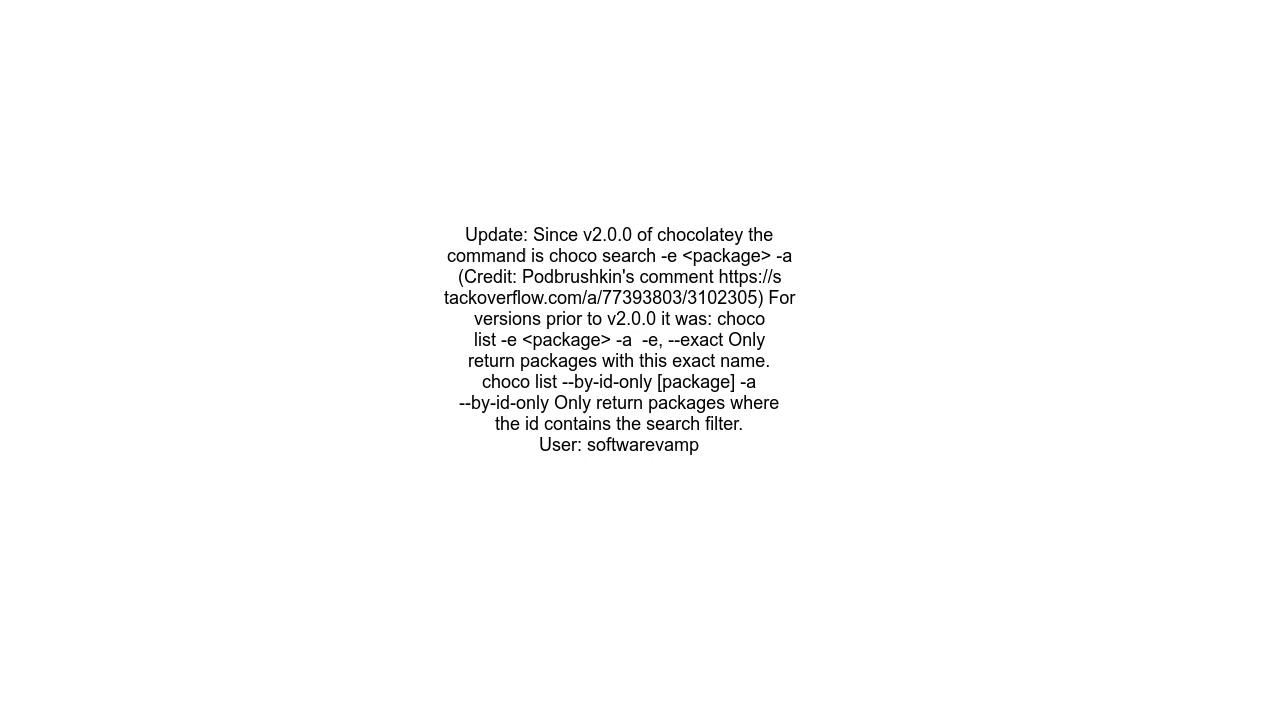 Update: Since v2.0.0 of chocolatey the
command is choco search -e <package> -a
(Credit: Podbrushkin's comment https://s
tackoverflow.com/a/77393803/3102305) For
versions prior to v2.0.0 it was: choco
list -e <package> -a  -e, --exact Only
return packages with this exact name.
choco list --by-id-only [package] -a
--by-id-only Only return packages where
the id contains the search filter.
User: softwarevamp